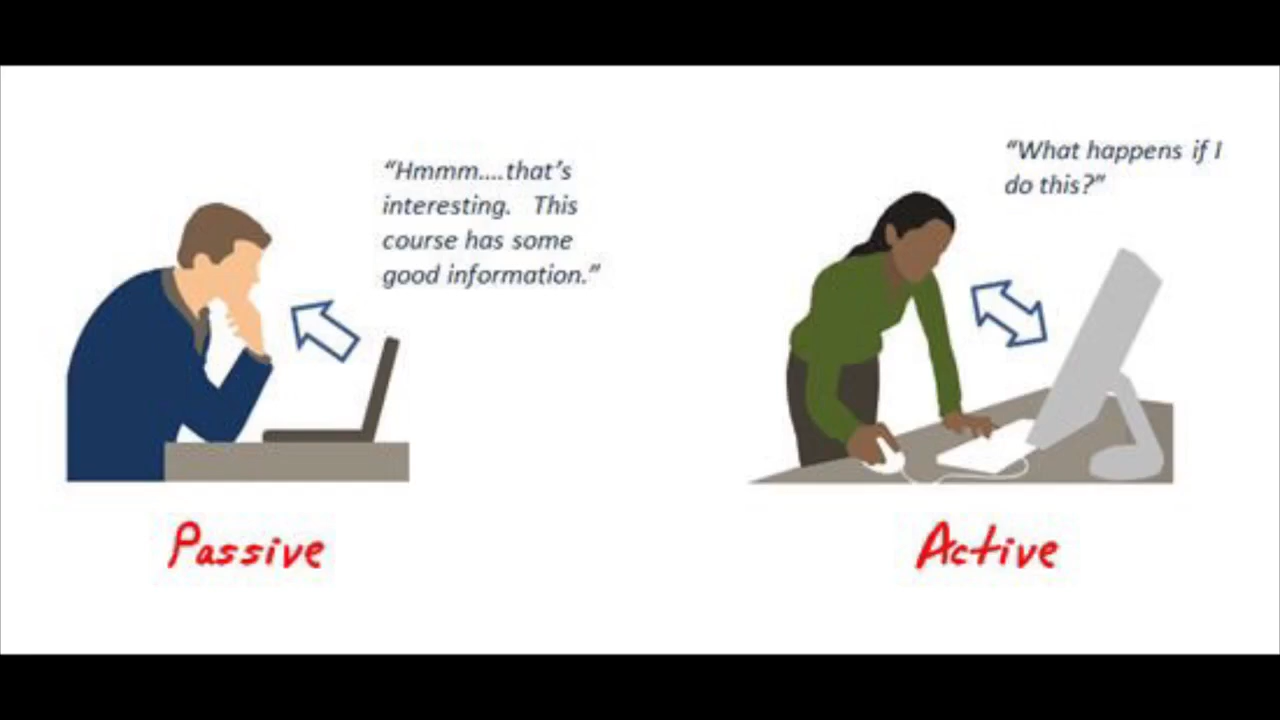 “Hmmm....that’s
interesting. This
course has some
good information.”
“What happens if I
do this?”
Passive
Active